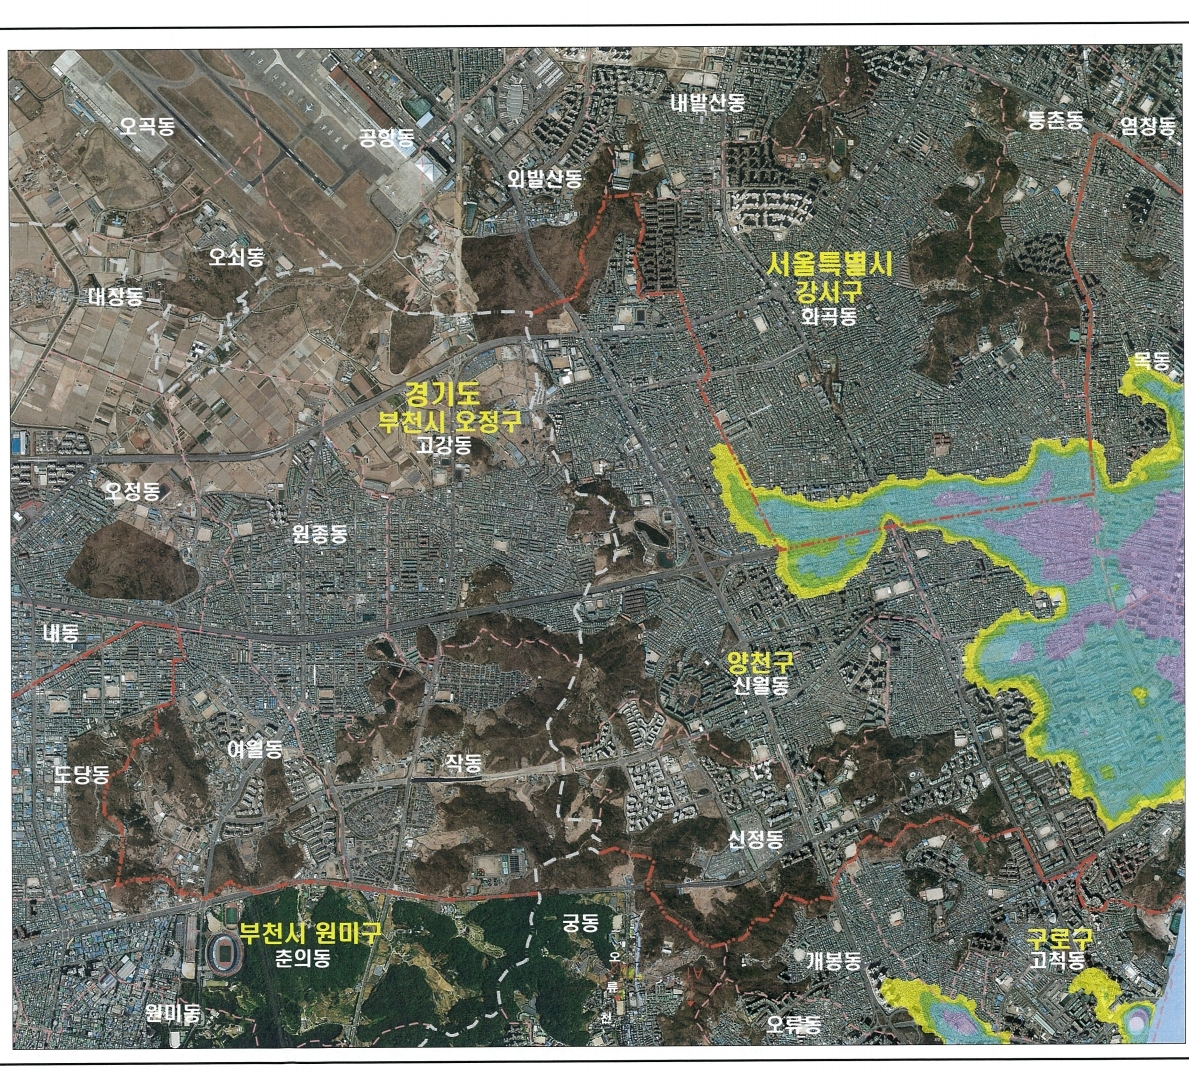 내발산동
오곡동
공항동
등촌동
염창동
외발산동
오쇠동
서울특별시
강서구
화곡동
대장동
목동
경기도
부천시 오정구
고강동
오정동
원종동
내동
양천구
신월동
여월동
작동
도당동
신정동
부천시 원미구
춘의동
궁동
오
류
천
개봉동
구로구
고척동
원미동
오류동